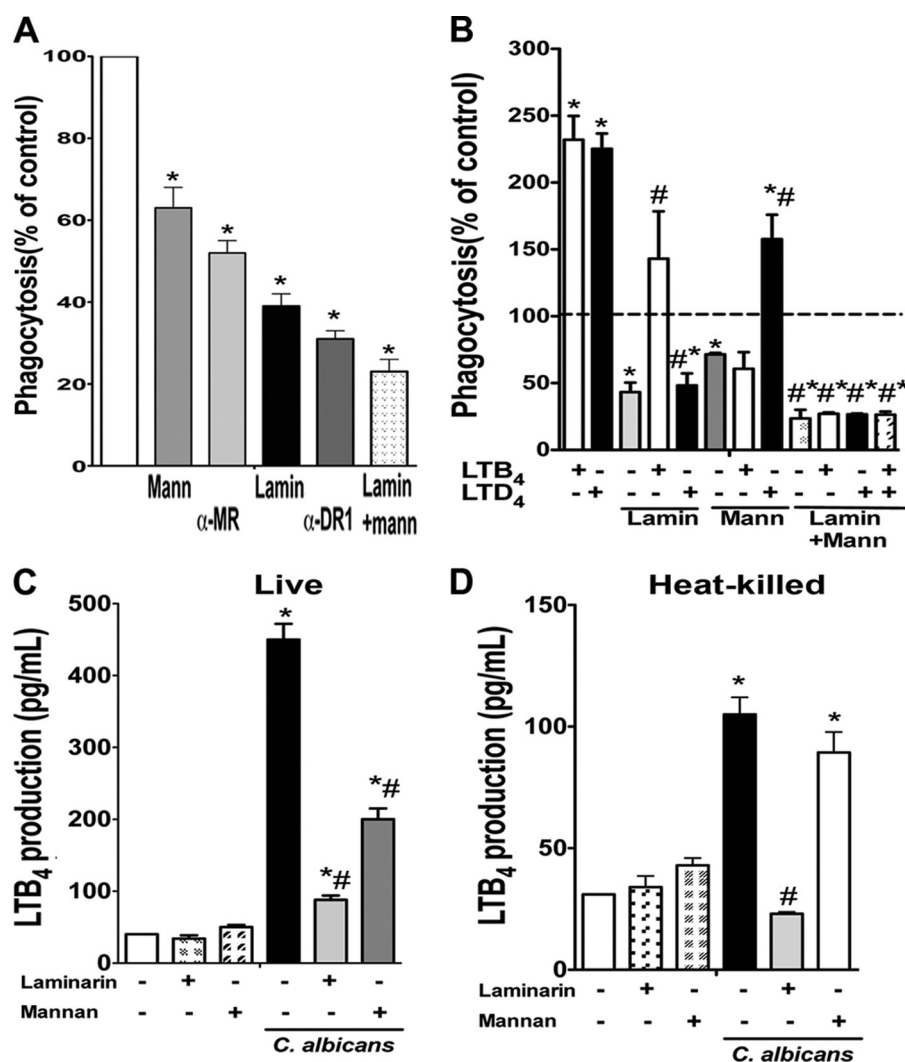 A
Phagocytosis(% of control)
100
80
60
40
20
0
* * * * *
Mann
α-MR
Lamin
α-DR1
Lamin
+mann
B
Phagocytosis(% of control)
300
250
200
150
100
50
0
* * * # #* * *# #* #* #* #*
LTB4 + - - + - - + - - + - +
LTD4 - + - - + - - + - - + +
Lamin Mann Lamin
+Mann
C
Live
LTB4 production (pg/mL)
500
400
300
200
100
0
* *# *#
Laminarin - + - - + -
Mannan - - + - - +
C. albicans
D
Heat-killed
LTB4 production (pg/mL)
150
100
50
0
* # *
Laminarin - + - - + -
Mannan - - + - - +
C. albicans